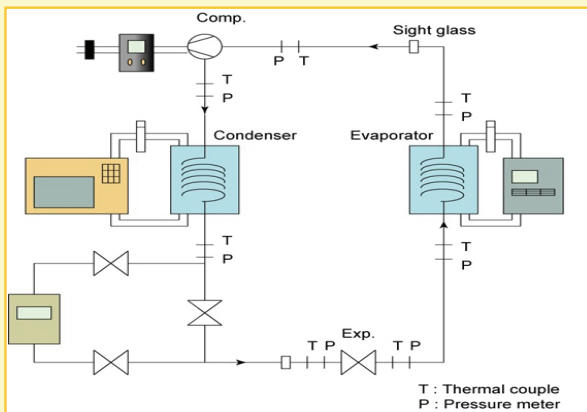 Comp.
Sight glass
P T
T
P
T
P
Condenser
Evaporator
T
P
T
P
Exp.
T P
T P
T : Thermal couple
P : Pressure meter